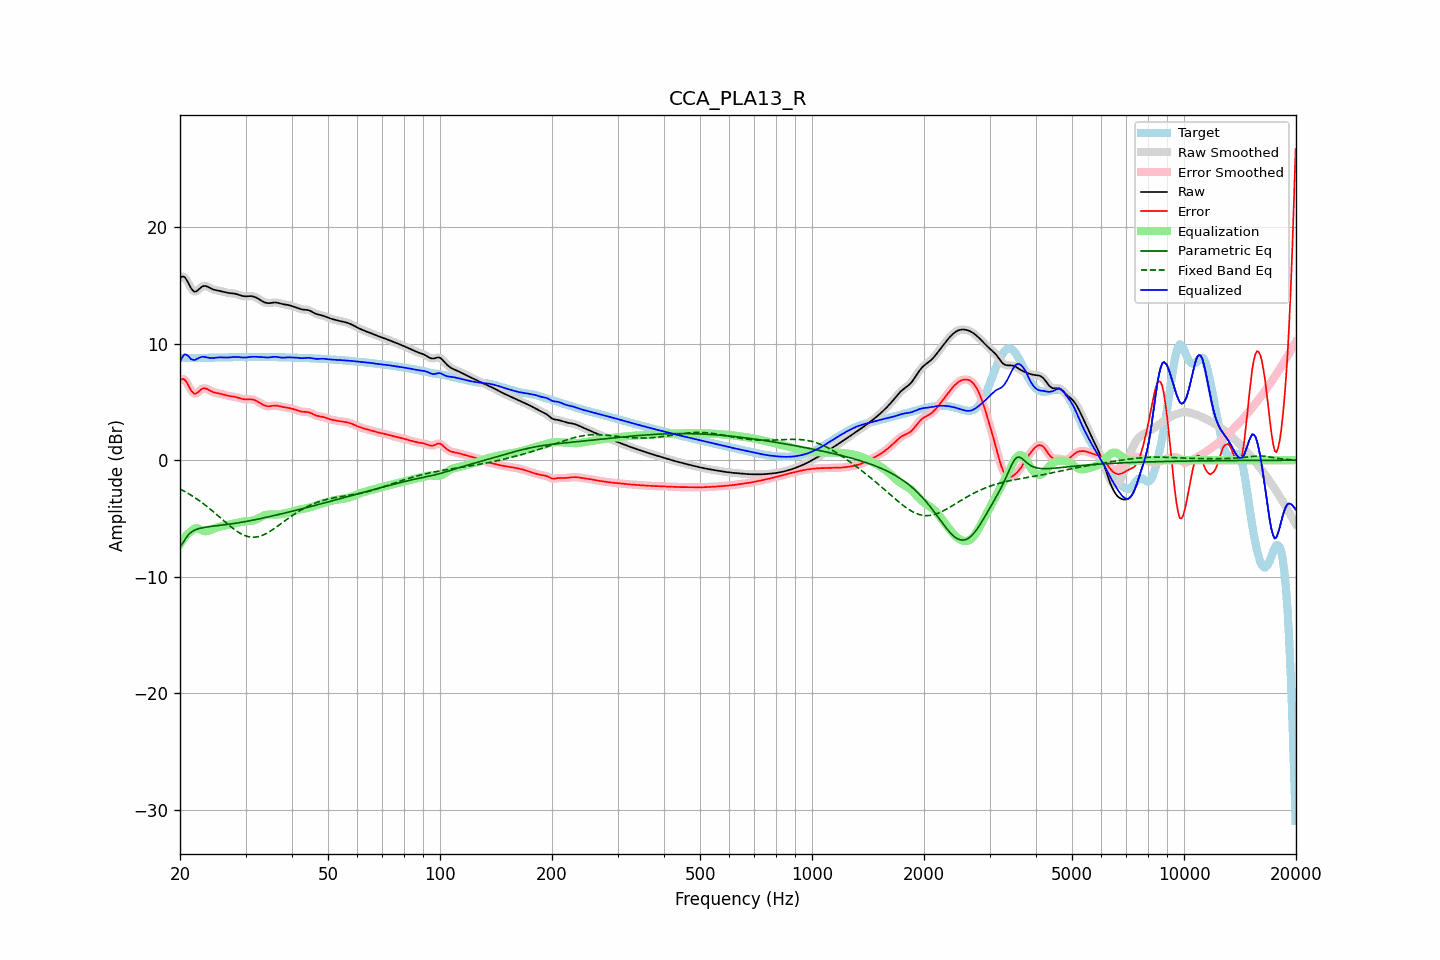 CCA_PLA13_R
Target
Raw Smoothed
Error Smoothed
Raw
Error
Equalization
Parametric Eq
Fixed Band Eq
Equalized
Amplitude (dBr)
20
10
0
−10
−20
−30
20 50 100 200 500 1000 2000 5000 10000 20000
Frequency (Hz)